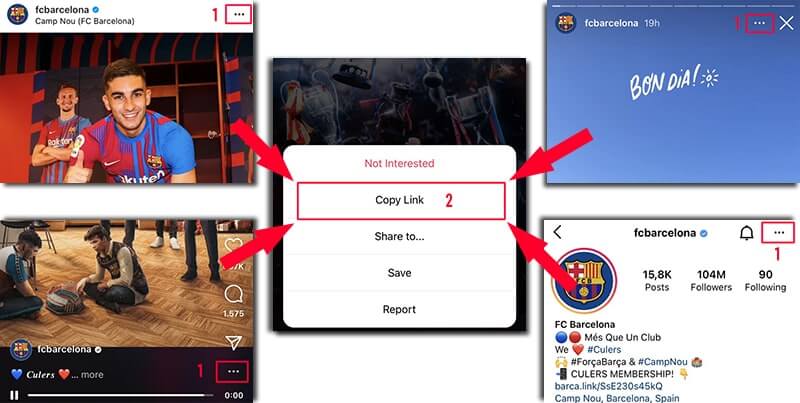 fcbarcelona
Camp Nou (FC Barcelona)
1
...
Rakuten
1.575
fcbarcelona
💙 Culers ❤️... more
1
...
0:00
Not Interested
Copy Link 2
Share to...
Save
Report
fcbarcelona 19h
1
...
BON DIA!
fcbarcelona
...
1
15,8K
104M
90
Posts
Followers
Following
FCB
FC Barcelona
🔵🔴 Més Que Un Club
We ❤️ #Culers
🙌 #ForçaBarça & #CampNou 🏟
📲 CULERS MEMBERSHIP! 👇
barca.link/SsE230s45kQ
Camp Nou, Barcelona, Spain